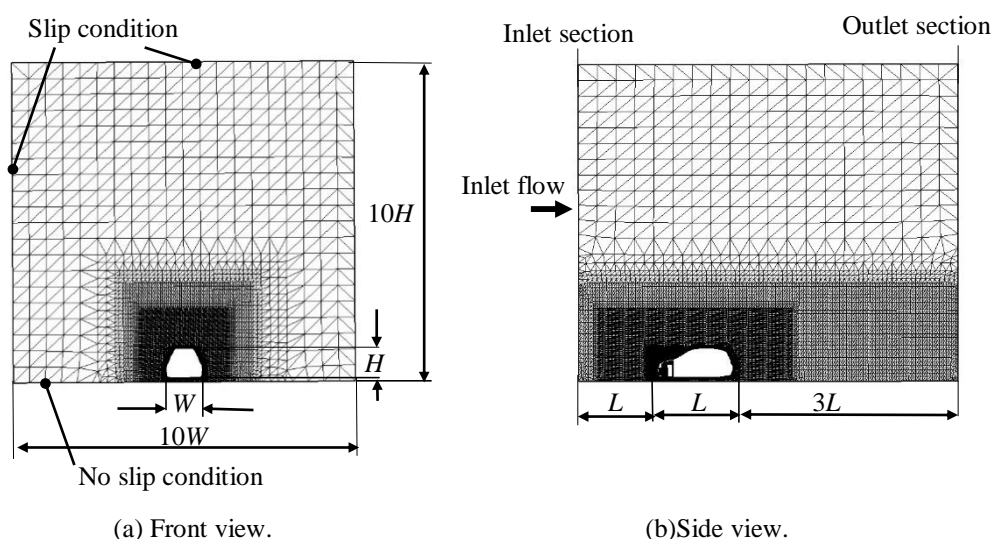 Slip condition
10H
H
W
10W
No slip condition
(a) Front view.
Inlet section
Outlet section
Inlet flow
L
L
3L
(b)Side view.